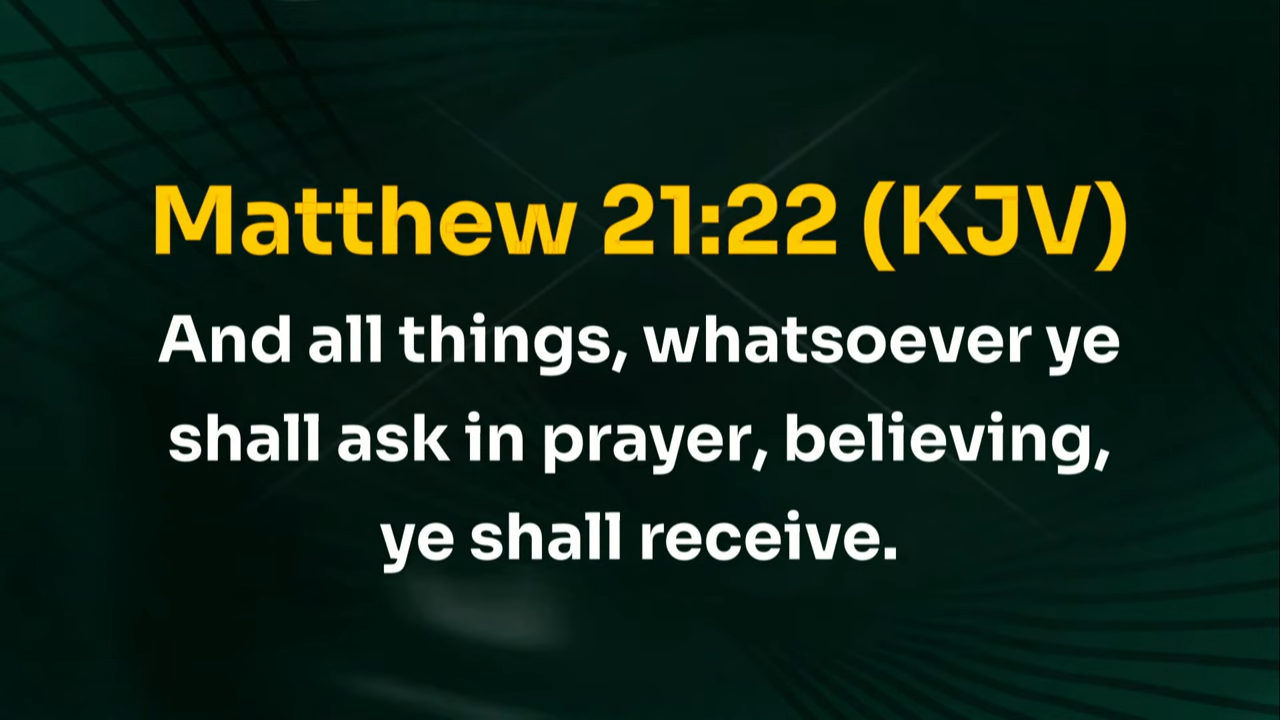 Matthew 21:22 (KJV)
And all things, whatsoever ye
shall ask in prayer, believing,
ye shall receive.